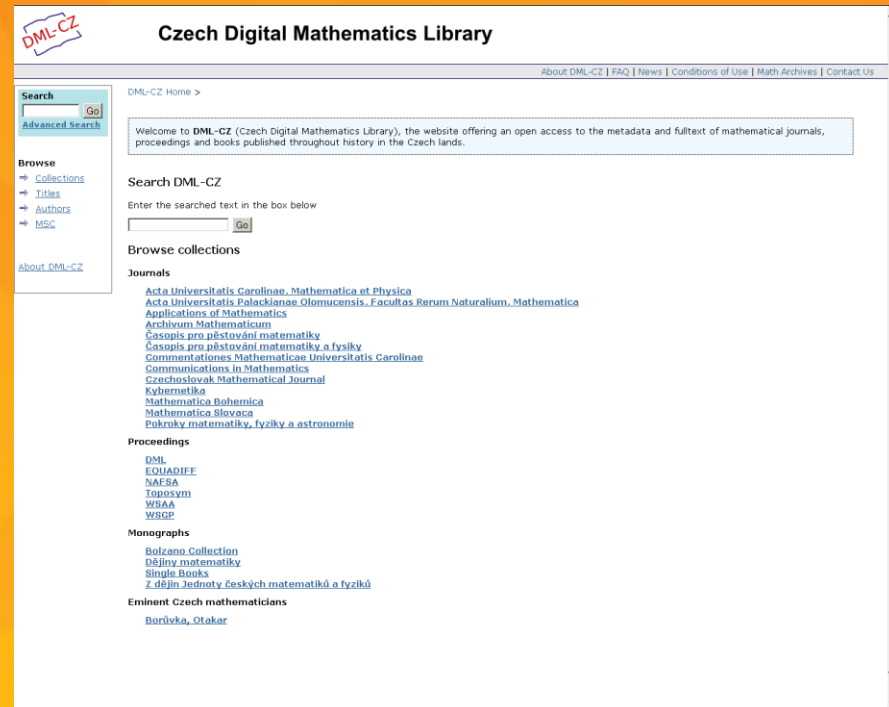 DML-CZ
Czech Digital Mathematics Library
About DML-CZ | FAQ | News | Conditions of Use | Math Archives | Contact Us
Search
Go
Advanced Search
Browse
Collections
Titles
Authors
MSC
About DML-CZ
DML-CZ Home >
Welcome to DML-CZ (Czech Digital Mathematics Library), the website offering an open access to the metadata and fulltext of mathematical journals,
proceedings and books published throughout history in the Czech lands.
Search DML-CZ
Enter the searched text in the box below
Go
Browse collections
Journals
Acta Universitatis Carolinae. Mathematica et Physica
Acta Universitatis Palackianae Olomucensis. Facultas Rerum Naturalium. Mathematica
Applications of Mathematics
Archivum Mathematicum
Časopis pro pěstování matematiky
Časopis pro pěstování matematiky a fysiky
Commentationes Mathematicae Universitatis Carolinae
Communications in Mathematics
Czechoslovak Mathematical Journal
Kybernetika
Mathematica Bohemica
Mathematica Slovaca
Pokroky matematiky, fyziky a astronomie
Proceedings
DML
EQUADIFF
NAFSA
Toposym
WSAA
WSGP
Monographs
Bolzano Collection
Dějiny matematiky
Single Books
Z dějin Jednoty českých matematiků a fyziků
Eminent Czech mathematicians
Borůvka, Otakar